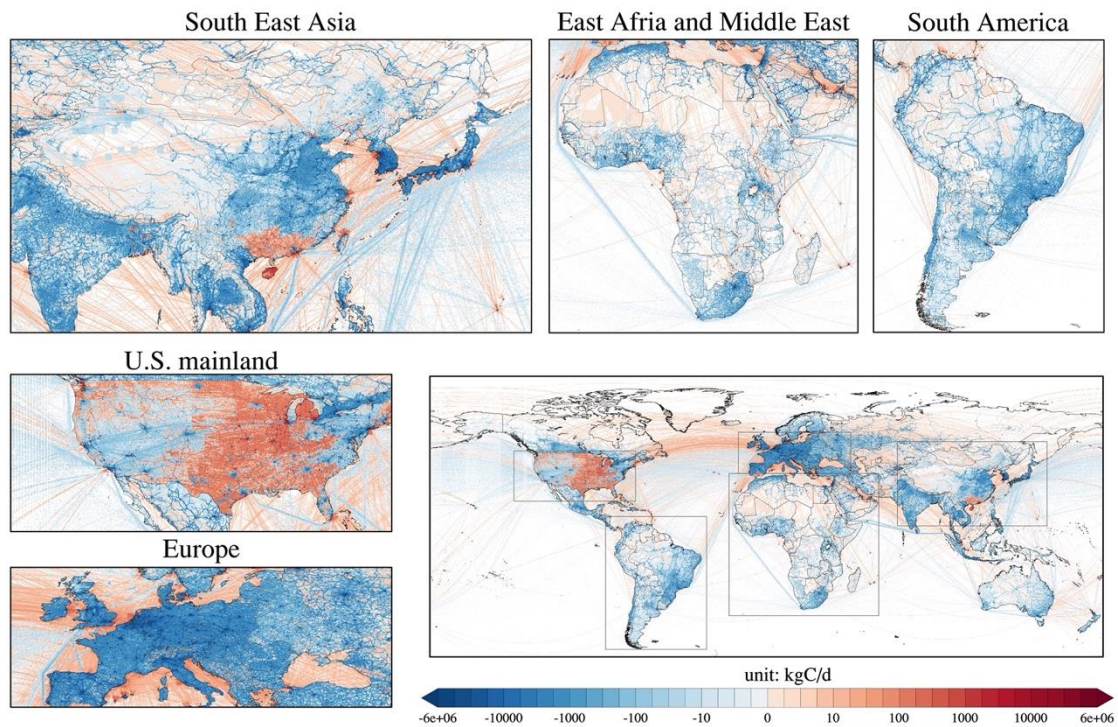 South East Asia
East Afria and Middle East
South America
U.S. mainland
Europe
unit: kgC/d
-6e+06 -10000 -1000 -100 -10 0 10 100 1000 10000 6e+06